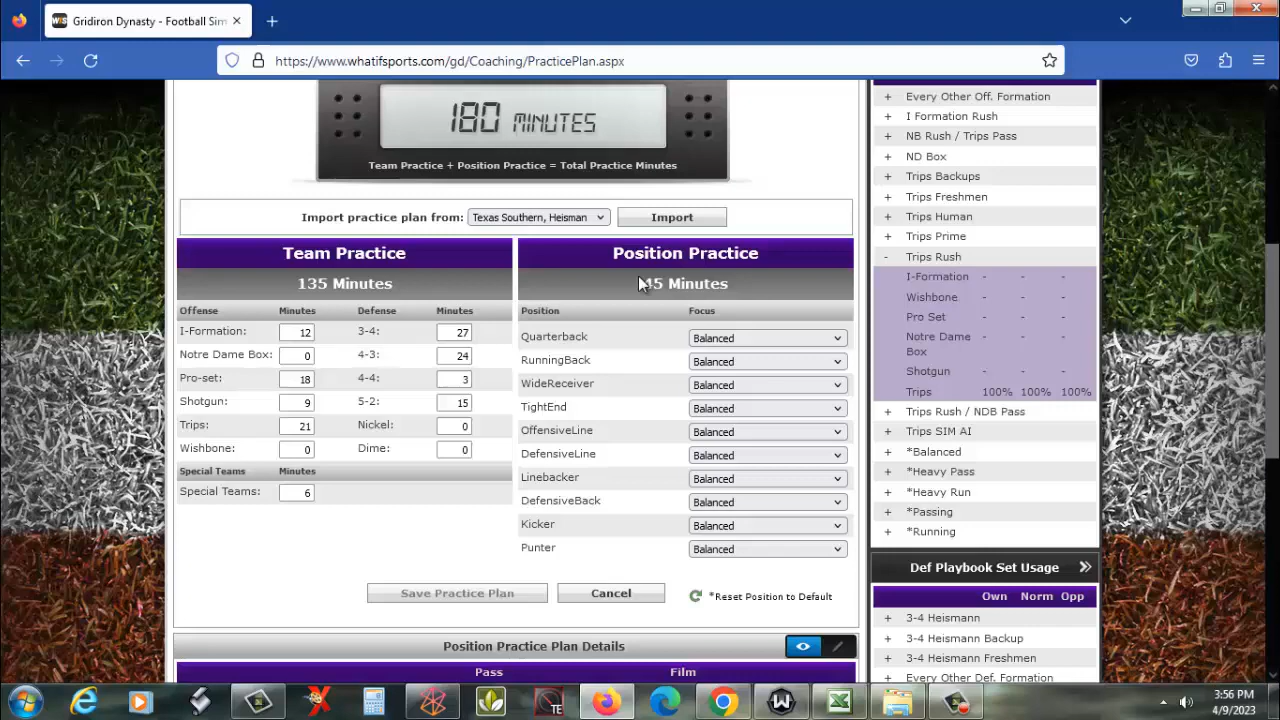 Gridiron Dynasty - Football Sim
https://www.whatifsports.com/gd/Coaching/PracticePlan.aspx
180 MINUTES
Team Practice + Position Practice = Total Practice Minutes
Import practice plan from: Texas Southern, Heisman Import
Team Practice
135 Minutes
Offense Minutes Defense Minutes
I-Formation: 12 3-4: 27
Notre Dame Box: 0 4-3: 24
Pro-set: 18 4-4: 3
Shotgun: 9 5-2: 15
Trips: 21 Nickel: 0
Wishbone: 0 Dime: 0
Special Teams Minutes
Special Teams: 6
Position Practice
45 Minutes
Position Focus
Quarterback Balanced
RunningBack Balanced
WideReceiver Balanced
TightEnd Balanced
OffensiveLine Balanced
DefensiveLine Balanced
Linebacker Balanced
DefensiveBack Balanced
Kicker Balanced
Punter Balanced
Save Practice Plan Cancel *Reset Position to Default
Position Practice Plan Details
Pass Film
+ Every Other Off. Formation
+ I Formation Rush
+ NB Rush / Trips Pass
+ ND Box
+ Trips Backups
+ Trips Freshmen
+ Trips Human
+ Trips Prime
- Trips Rush
I-Formation - - -
Wishbone - - -
Pro Set - - -
Notre Dame - - -
Box
Shotgun - - -
Trips 100% 100% 100%
+ Trips Rush / NDB Pass
+ Trips SIM AI
+ *Balanced
+ *Heavy Pass
+ *Heavy Run
+ *Passing
+ *Running
Def Playbook Set Usage
Own Norm Opp
+ 3-4 Heismann
+ 3-4 Heismann Backup
+ 3-4 Heismann Freshmen
Every Other Def. Formation
TE
3:56 PM
4/9/2023